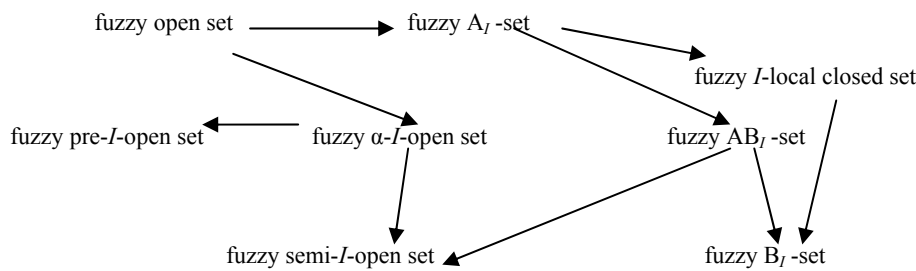 fuzzy open set
fuzzy A_I -set
fuzzy I-local closed set
fuzzy pre-I-open set
fuzzy α-I-open set
fuzzy AB_I -set
fuzzy semi-I-open set
fuzzy B_I -set